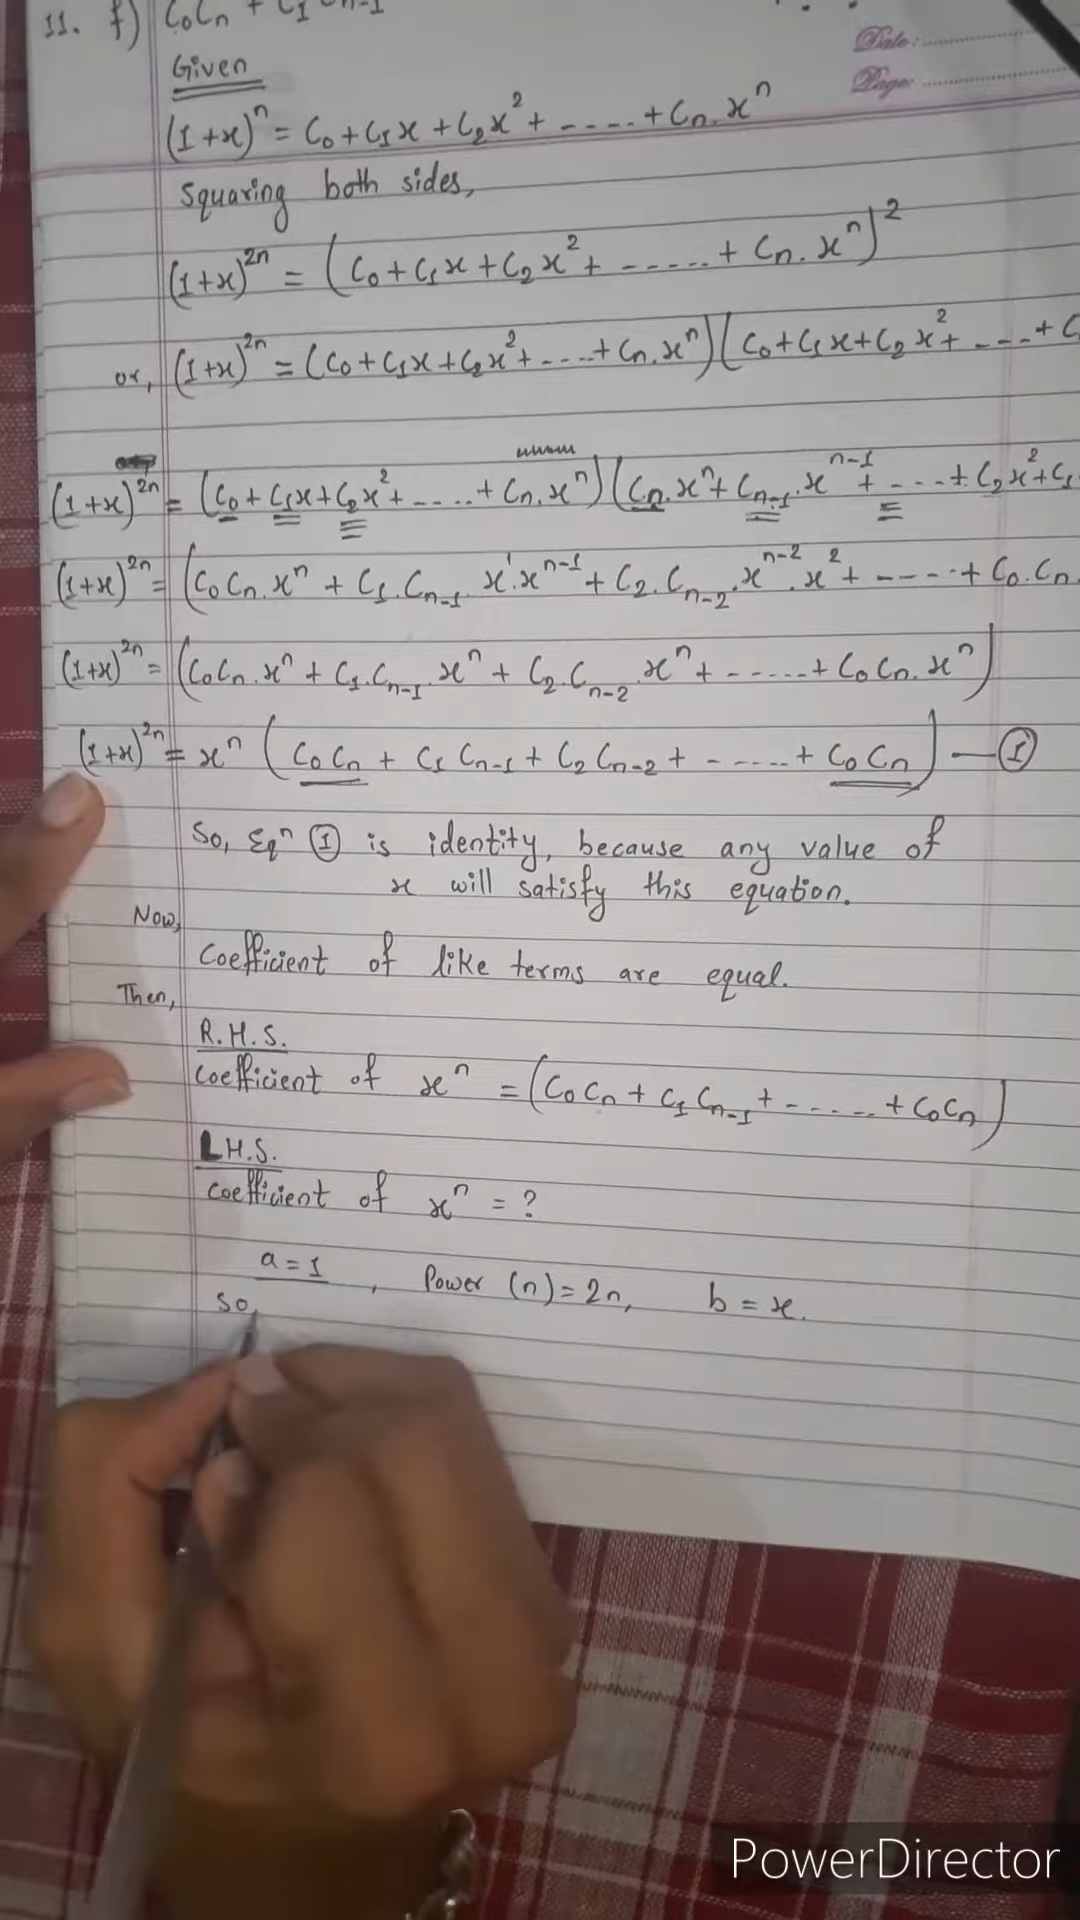 11. f) C₀Cₙ + C₁Cₙ₋₁
Date:
Page:
Given
(1+x)ⁿ = C₀ + C₁x + C₂x² + ---- + Cₙ.xⁿ
Squaring both sides,
(1+x)²ⁿ = (C₀ + C₁x + C₂x² + ------ + Cₙ.xⁿ)²
or, (1+x)²ⁿ = (C₀ + C₁x + C₂x² + ---- + Cₙ.xⁿ)(C₀ + C₁x + C₂x² + ---- + C
(1+x)²ⁿ = (C₀ + C₁x + C₂x² + ..... + Cₙ.xⁿ)(Cₙ.xⁿ + Cₙ₋₁.xⁿ⁻¹ + ---- + C₂x² + C₁
(1+x)²ⁿ = (C₀Cₙ.xⁿ + C₁.Cₙ₋₁.x¹.xⁿ⁻¹ + C₂.Cₙ₋₂.xⁿ⁻².x² + ----- + C₀.Cₙ.
(1+x)²ⁿ = (C₀Cₙ.xⁿ + C₁.Cₙ₋₁.xⁿ + C₂.Cₙ₋₂.xⁿ + ------ + C₀Cₙ.xⁿ)
(1+x)²ⁿ = xⁿ (C₀Cₙ + C₁Cₙ₋₁ + C₂Cₙ₋₂ + ------ + C₀Cₙ) — ①
So, Eqⁿ ① is identity, because any value of
x will satisfy this equation.
Now,
Coefficient of like terms are equal.
Then,
R.H.S.
Coefficient of xⁿ = (C₀Cₙ + C₁Cₙ₋₁ + ------ + C₀Cₙ)
L.H.S.
Coefficient of xⁿ = ?
a = 1, Power (n) = 2n, b = x.
So,
PowerDirector